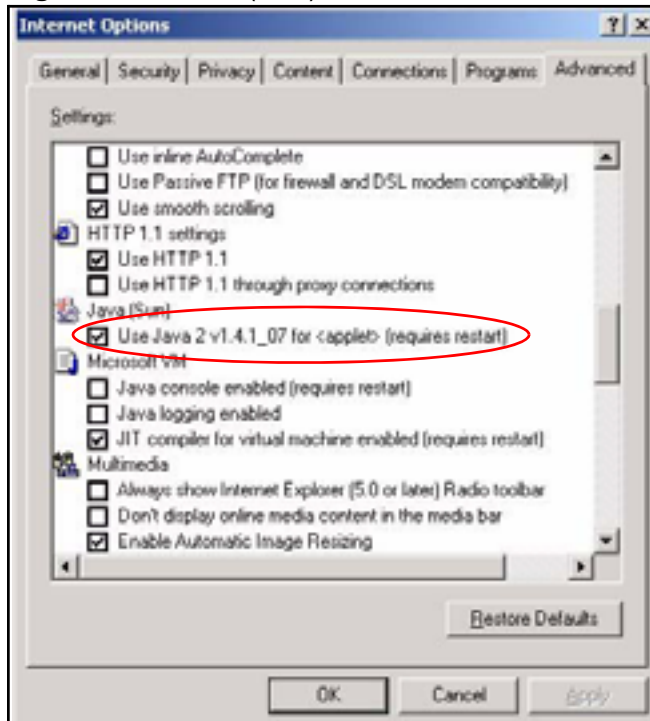 Internet Options
General Security Privacy Content Connections Programs Advanced
Settings:
Use inline AutoComplete
Use Passive FTP (for firewall and DSL modem compatibility)
Use smooth scrolling
HTTP 1.1 settings
Use HTTP 1.1
Use HTTP 1.1 through proxy connections
Java (Sun)
Use Java 2 v1.4.1_07 for <applet> (requires restart)
Microsoft VM
Java console enabled (requires restart)
Java logging enabled
JIT compiler for virtual machine enabled (requires restart)
Multimedia
Always show Internet Explorer (5.0 or later) Radio toolbar
Don't display online media content in the media bar
Enable Automatic Image Resizing
Restore Defaults
OK Cancel Apply